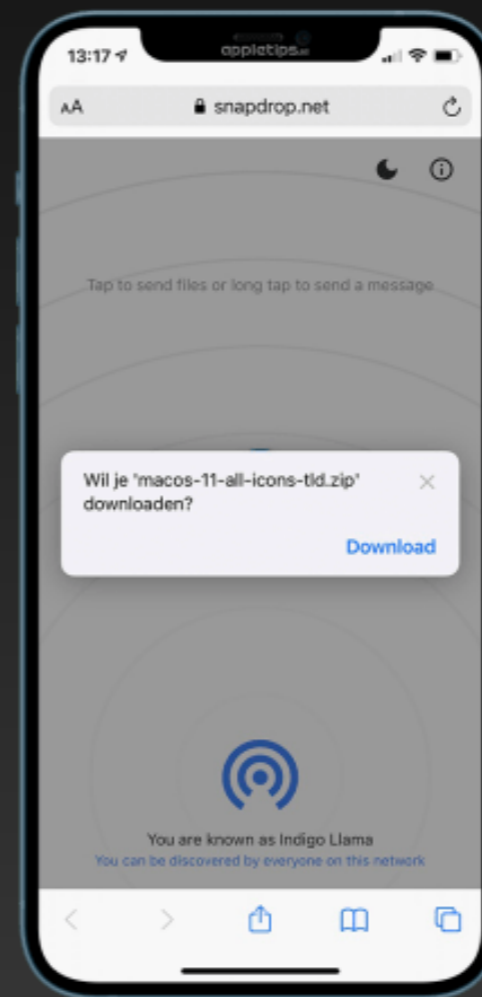 13:17
appletips.nl
AA
snapdrop.net
Tap to send files or long tap to send a message
Wil je 'macos-11-all-icons-tld.zip'
downloaden?
Download
You are known as Indigo Llama
You can be discovered by everyone on this network